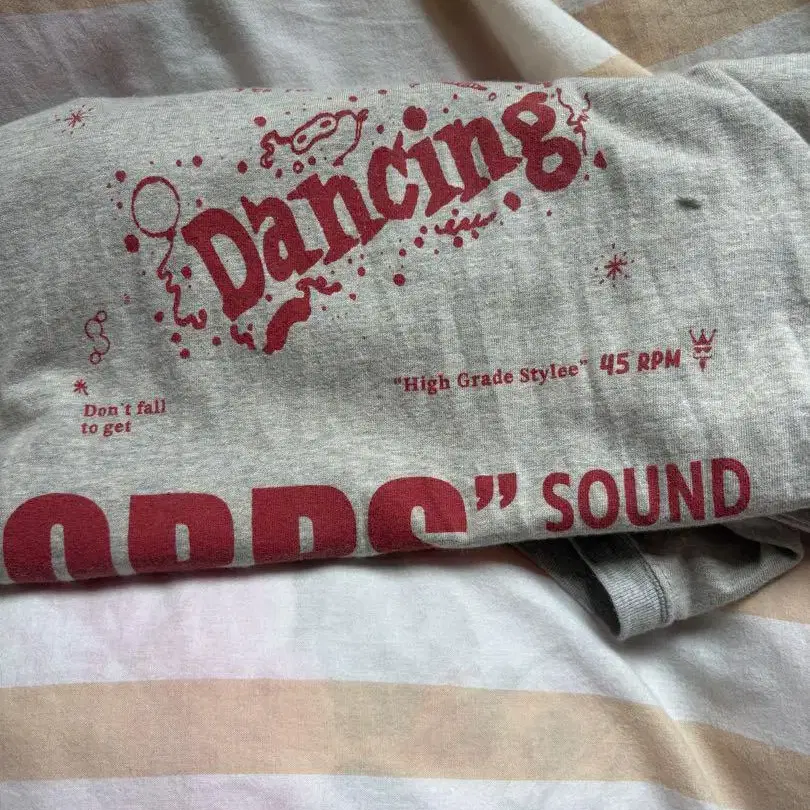 Dancing
"High Grade Stylee" 45 RPM
Don't fall
to get
" SOUND